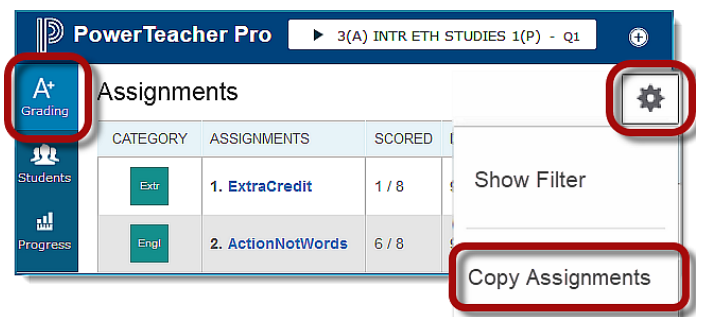 PowerTeacher Pro
3(A) INTR ETH STUDIES 1(P) - Q1
A+
Grading
Assignments
CATEGORY ASSIGNMENTS SCORED
Extr 1. ExtraCredit 1 / 8
Show Filter
Students
Engl 2. ActionNotWords 6 / 8
Progress
Copy Assignments